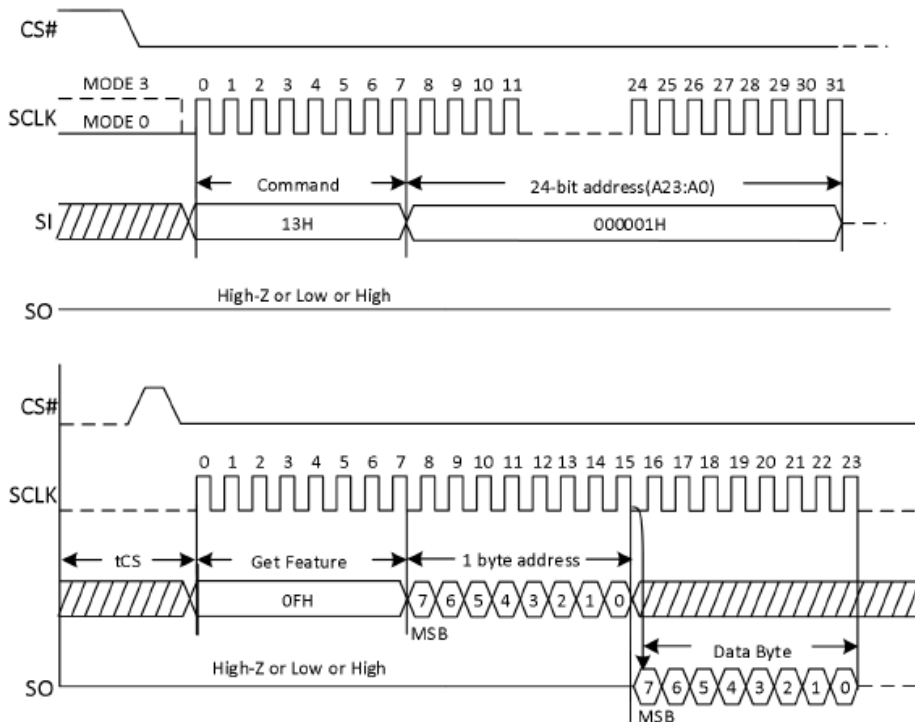 CS#
MODE 3
0 1 2 3 4 5 6 7 8 9 10 11 24 25 26 27 28 29 30 31
SCLK
MODE 0
Command
24-bit address(A23:A0)
SI
13H
000001H
High-Z or Low or High
SO
CS#
0 1 2 3 4 5 6 7 8 9 10 11 12 13 14 15 16 17 18 19 20 21 22 23
SCLK
tCS
Get Feature
1 byte address
0FH
7 6 5 4 3 2 1 0
MSB
High-Z or Low or High
Data Byte
SO
7 6 5 4 3 2 1 0
MSB